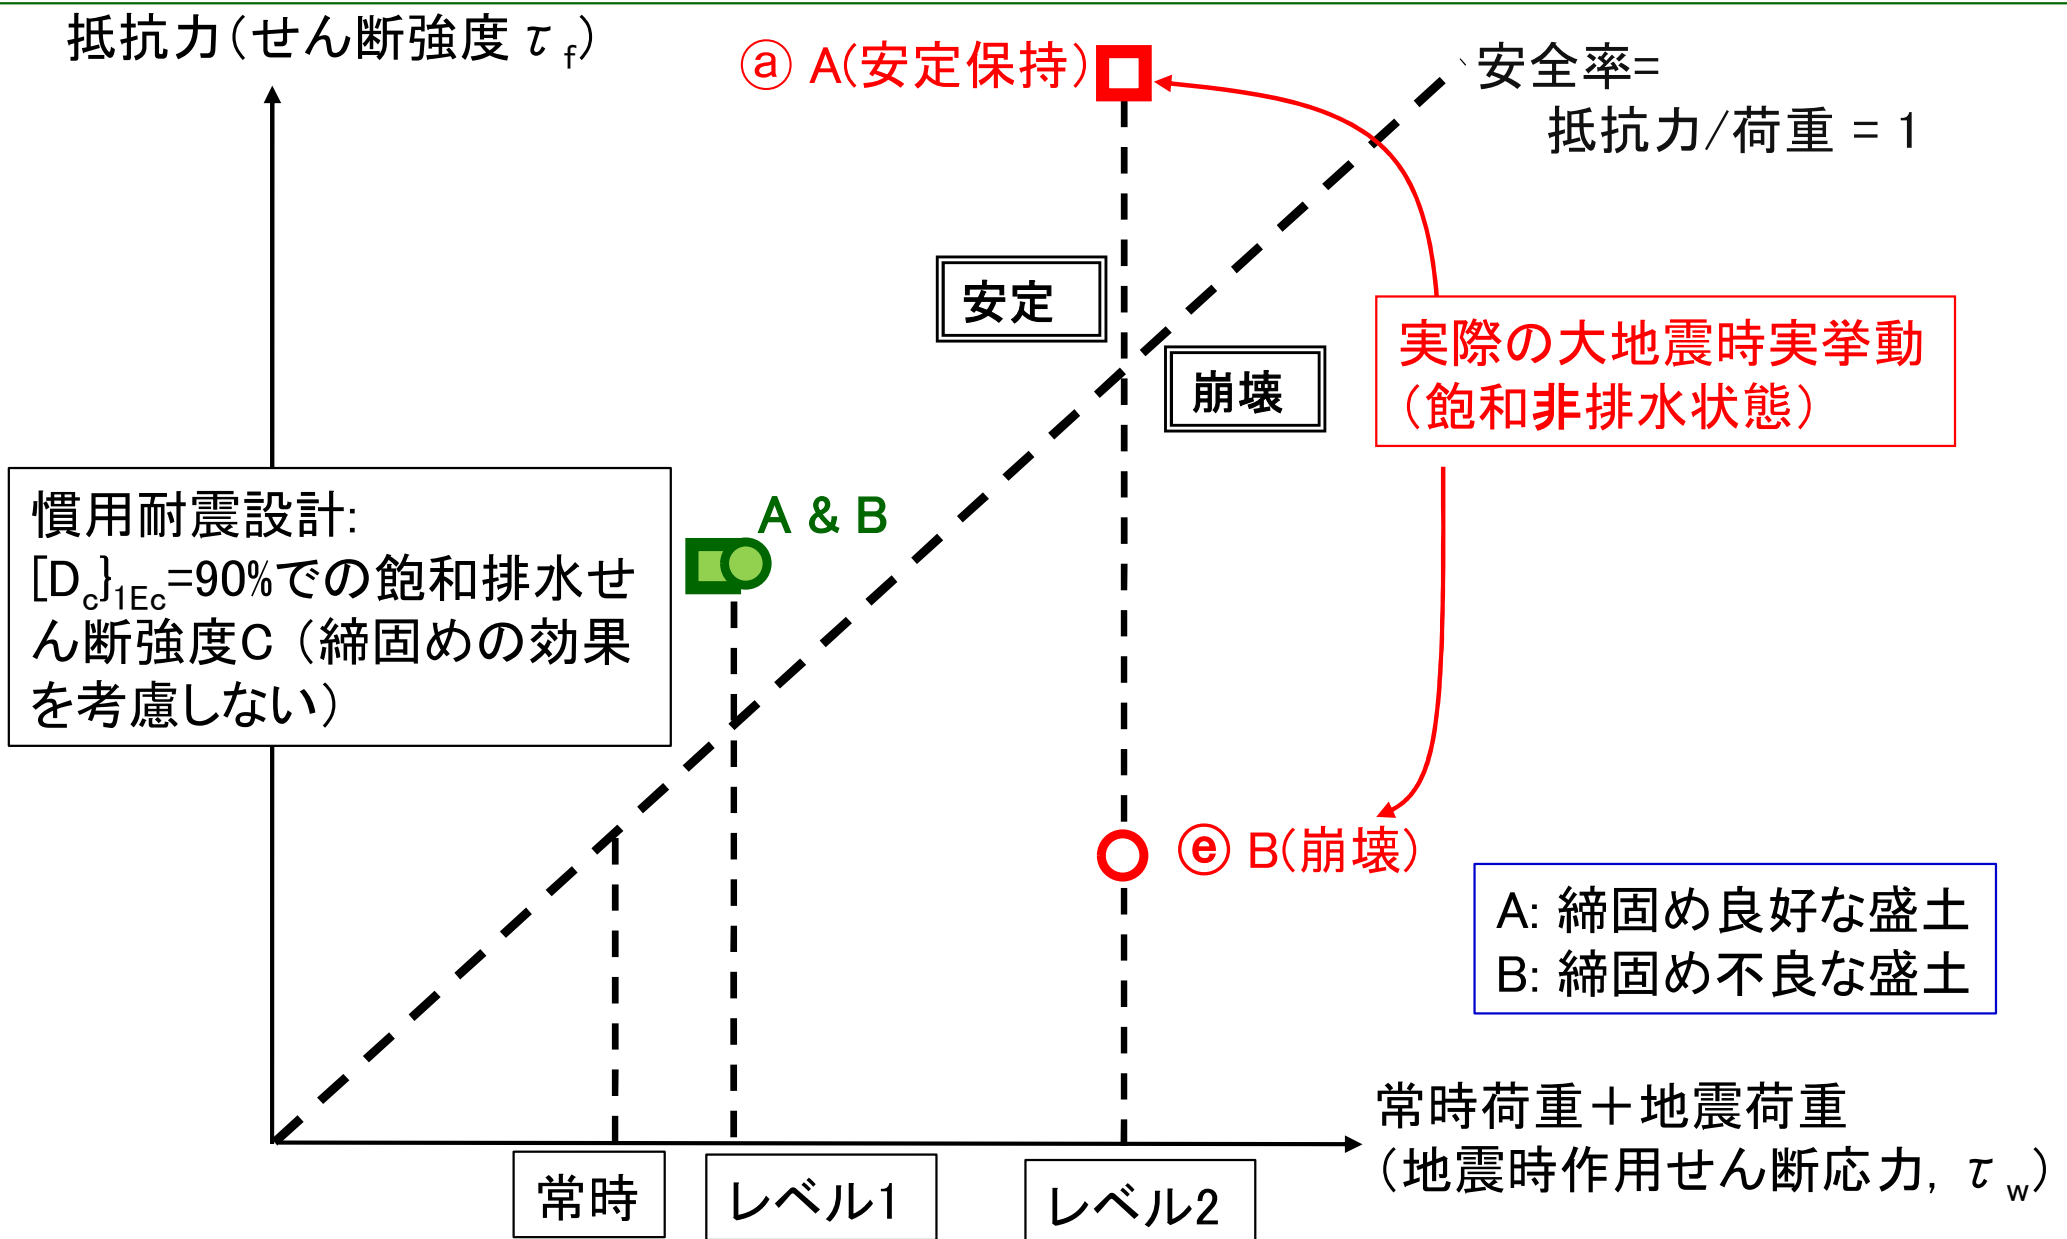 抵抗力(せん断強度τf)
ⓐ A(安定保持)
安全率=
抵抗力/荷重 = 1
安定
崩壊
実際の大地震時実挙動
(飽和非排水状態)
慣用耐震設計:
[Dc}1Ec=90%での飽和排水せ
ん断強度C (締固めの効果
を考慮しない)
A & B
ⓔ B(崩壊)
A: 締固め良好な盛土
B: 締固め不良な盛土
常時荷重+地震荷重
(地震時作用せん断応力, τw)
常時
レベル1
レベル2